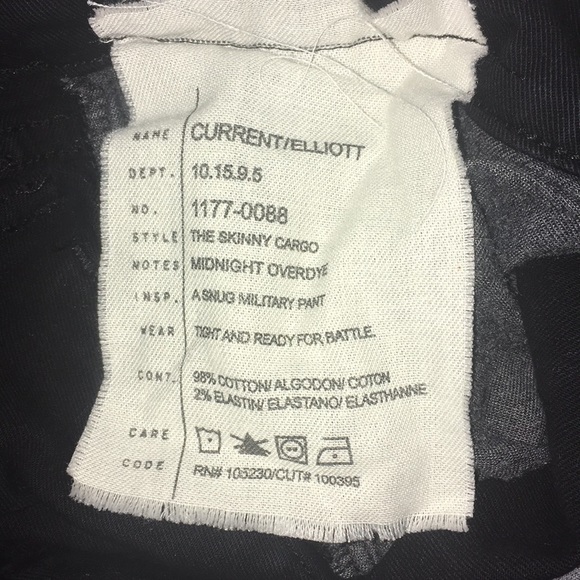 NAME CURRENT/ELLIOTT
DEPT. 10.15.9.5
NO. 1177-0088
STYLE THE SKINNY CARGO
NOTES MIDNIGHT OVERDYE
INSP. A SNUG MILITARY PANT
WEAR TIGHT AND READY FOR BATTLE.
CONT. 98% COTTON/ ALGODON/ COTON
2% ELASTIN/ ELASTANO/ ELASTHANNE
CARE
CODE RN# 105230/CUT# 100395